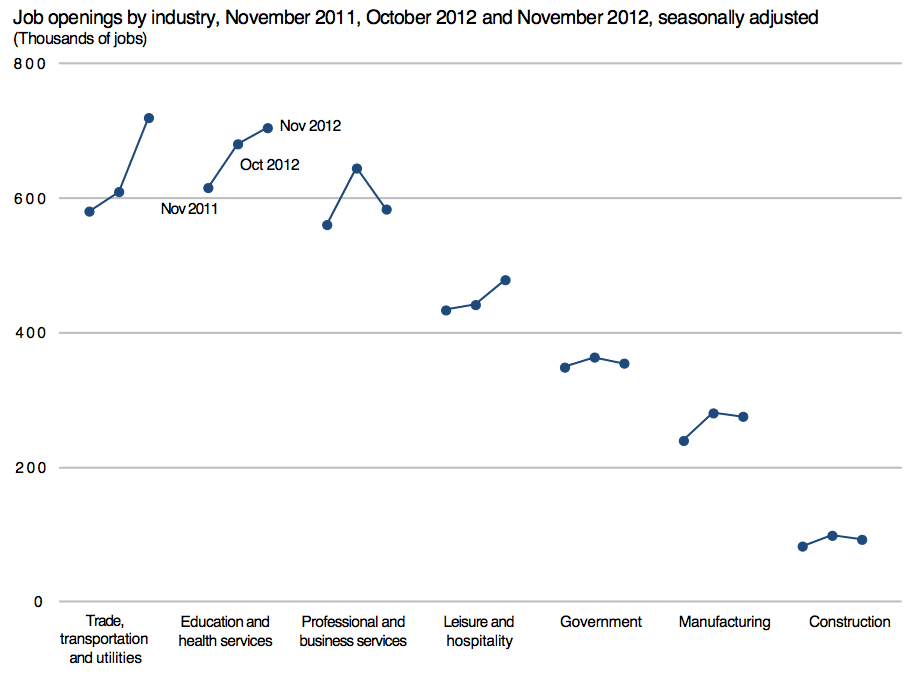 Job openings by industry, November 2011, October 2012 and November 2012, seasonally adjusted
(Thousands of jobs)
800
Nov 2012
Oct 2012
600
Nov 2011
400
200
0
Trade,
transportation
and utilities
Education and
health services
Professional and
business services
Leisure and
hospitality
Government
Manufacturing
Construction